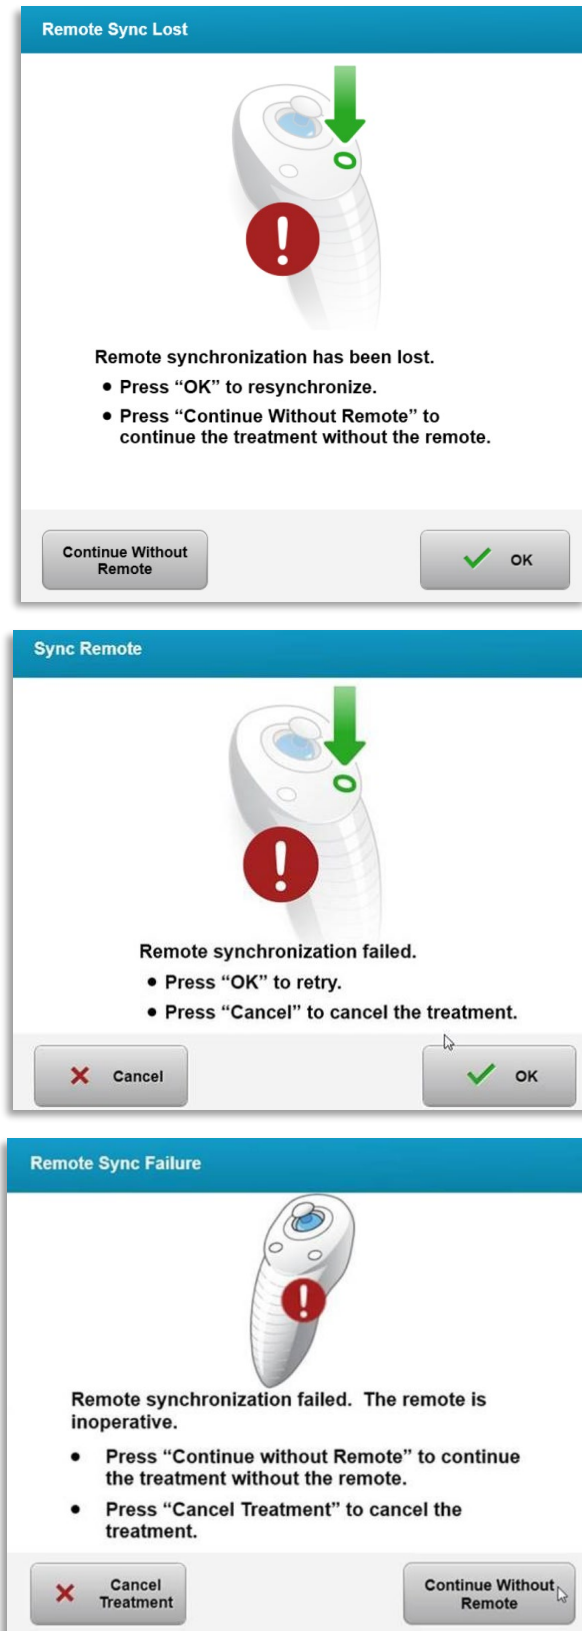 Remote Sync Lost
Remote synchronization has been lost.
• Press “OK” to resynchronize.
• Press “Continue Without Remote” to
continue the treatment without the remote.
Continue Without
Remote
OK
Sync Remote
Remote synchronization failed.
• Press “OK” to retry.
• Press “Cancel” to cancel the treatment.
Cancel
OK
Remote Sync Failure
Remote synchronization failed.  The remote is
inoperative.
• Press “Continue without Remote” to continue
the treatment without the remote.
• Press “Cancel Treatment” to cancel the
treatment.
Cancel
Treatment
Continue Without
Remote